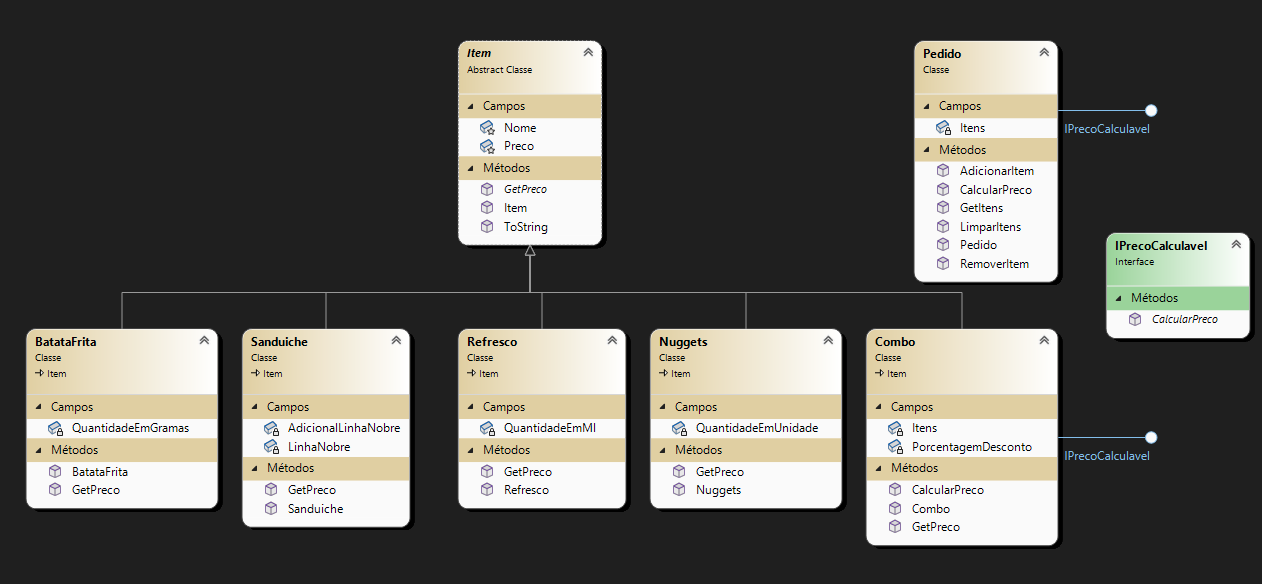 Item
Abstract Classe
Campos
Nome
Preco
Métodos
GetPreco
Item
ToString
Pedido
Classe
Campos
Itens
Métodos
AdicionarItem
CalcularPreco
GetItens
LimparItens
Pedido
RemoverItem
IPrecoCalculavel
IPrecoCalculavel
Interface
Métodos
CalcularPreco
BatataFrita
Classe
Item
Campos
QuantidadeEmGramas
Métodos
BatataFrita
GetPreco
Sanduiche
Classe
Item
Campos
AdicionalLinhaNobre
LinhaNobre
Métodos
GetPreco
Sanduiche
Refresco
Classe
Item
Campos
QuantidadeEmMl
Métodos
GetPreco
Refresco
Nuggets
Classe
Item
Campos
QuantidadeEmUnidade
Métodos
GetPreco
Nuggets
Combo
Classe
Item
Campos
Itens
PorcentagemDesconto
Métodos
CalcularPreco
Combo
GetPreco
IPrecoCalculavel